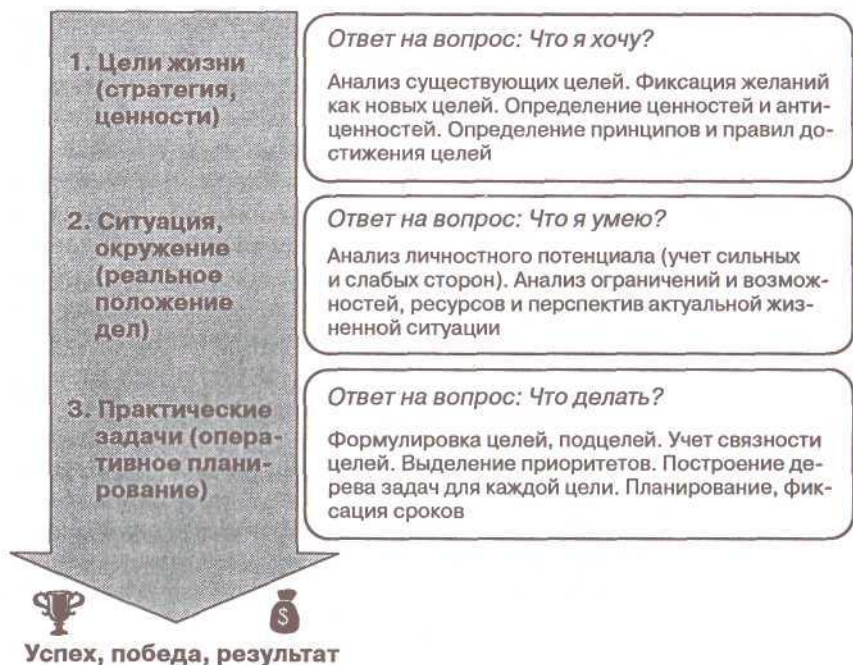 1. Цели жизни
(стратегия,
ценности)
Ответ на вопрос: Что я хочу?
Анализ существующих целей. Фиксация желаний
как новых целей. Определение ценностей и анти-
ценностей. Определение принципов и правил до-
стижения целей
2. Ситуация,
окружение
(реальное
положение
дел)
Ответ на вопрос: Что я умею?
Анализ личностного потенциала (учет сильных
и слабых сторон). Анализ ограничений и возмож-
ностей, ресурсов и перспектив актуальной жиз-
ненной ситуации
3. Практические
задачи (опера-
тивное плани-
рование)
Ответ на вопрос: Что делать?
Формулировка целей, подцелей. Учет связности
целей. Выделение приоритетов. Построение де-
рева задач для каждой цели. Планирование, фик-
сация сроков
$
Успех, победа, результат